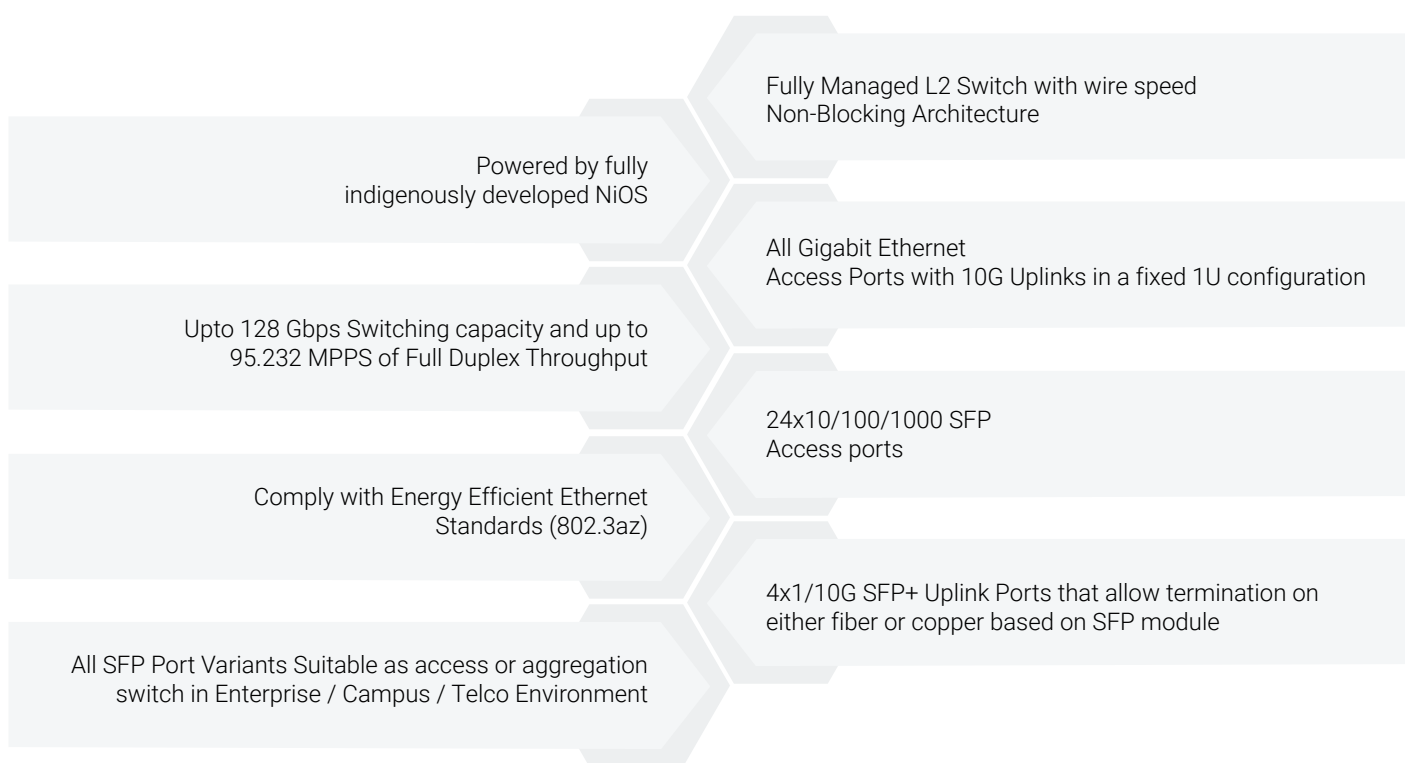 Fully Managed L2 Switch with wire speed
Non-Blocking Architecture
Powered by fully
indigenously developed NiOS
All Gigabit Ethernet
Access Ports with 10G Uplinks in a fixed 1U configuration
Upto 128 Gbps Switching capacity and up to
95.232 MPPS of Full Duplex Throughput
24x10/100/1000 SFP
Access ports
Comply with Energy Efficient Ethernet
Standards (802.3az)
4x1/10G SFP+ Uplink Ports that allow termination on
either fiber or copper based on SFP module
All SFP Port Variants Suitable as access or aggregation
switch in Enterprise / Campus / Telco Environment